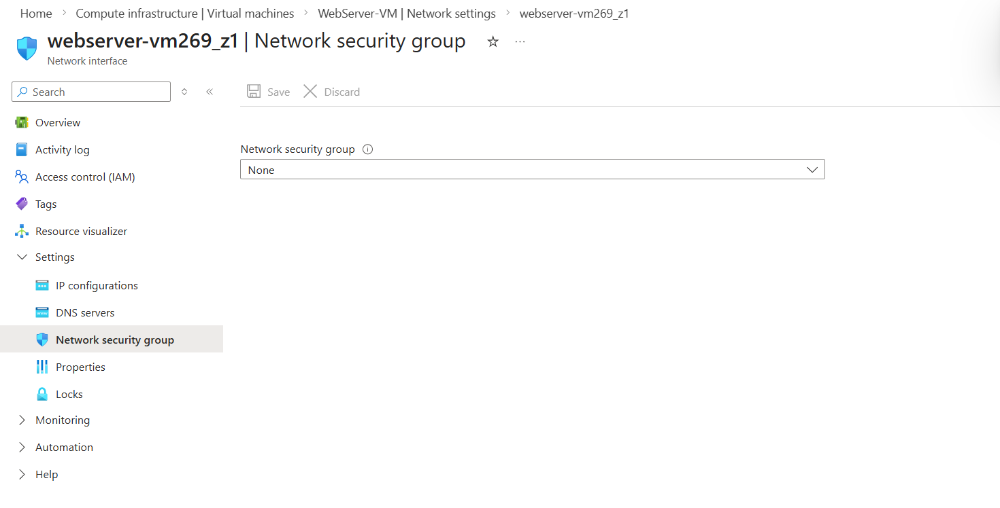 Home > Compute infrastructure | Virtual machines > WebServer-VM | Network settings > webserver-vm269_z1
webserver-vm269_z1 | Network security group ☆ ...
Network interface
Search
Save Discard
Overview
Activity log
Access control (IAM)
Tags
Resource visualizer
Settings
IP configurations
DNS servers
Network security group
Properties
Locks
Monitoring
Automation
Help
Network security group
None